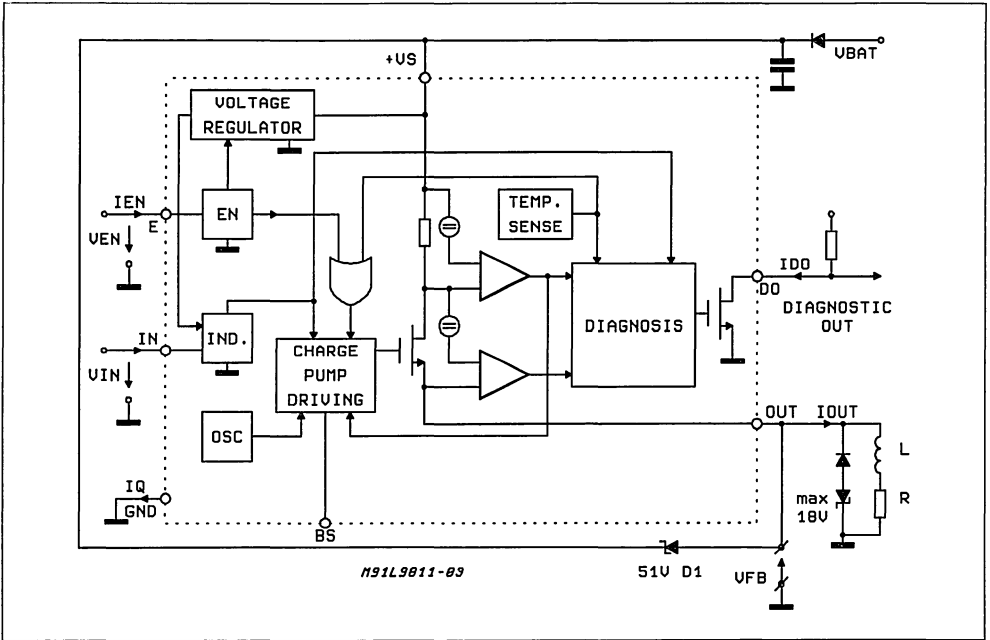 +VS
VBAT
VOLTAGE
REGULATOR
IEN
E
EN
VEN
TEMP.
SENSE
IDO
DO
DIAGNOSTIC
OUT
IN
IND.
VIN
CHARGE
PUMP
DRIVING
DIAGNOSIS
OSC
OUT
IOUT
L
R
max
18V
IQ
GND
BS
M91L9811-09
51V D1
VFB